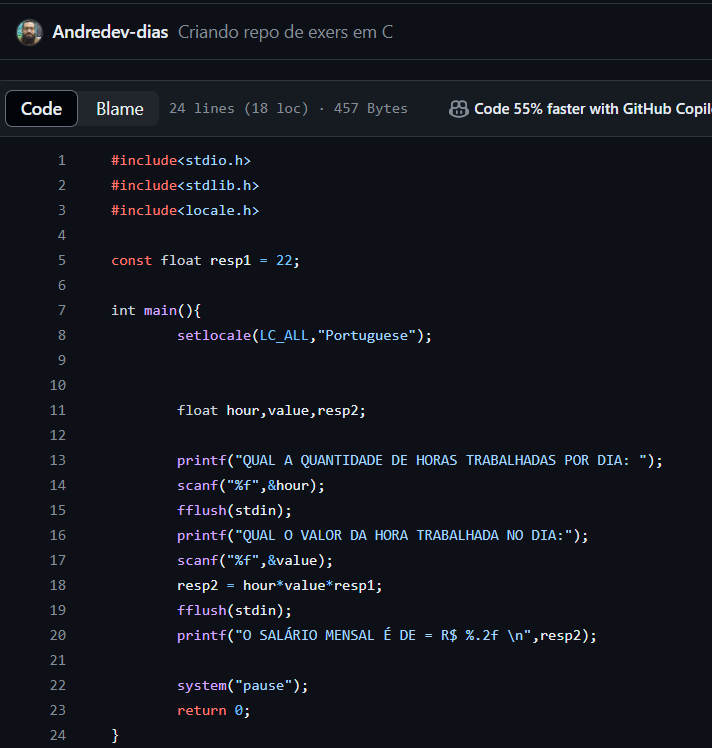 Andredev-dias Criando repo de exers em C
Code Blame 24 lines (18 loc) · 457 Bytes Code 55% faster with GitHub Copil
1 #include<stdio.h>
2 #include<stdlib.h>
3 #include<locale.h>
4
5 const float resp1 = 22;
6
7 int main(){
8 setlocale(LC_ALL,"Portuguese");
9
10
11 float hour,value,resp2;
12
13 printf("QUAL A QUANTIDADE DE HORAS TRABALHADAS POR DIA: ");
14 scanf("%f",&hour);
15 fflush(stdin);
16 printf("QUAL O VALOR DA HORA TRABALHADA NO DIA:");
17 scanf("%f",&value);
18 resp2 = hour*value*resp1;
19 fflush(stdin);
20 printf("O SALÁRIO MENSAL É DE = R$ %.2f \n",resp2);
21
22 system("pause");
23 return 0;
24 }